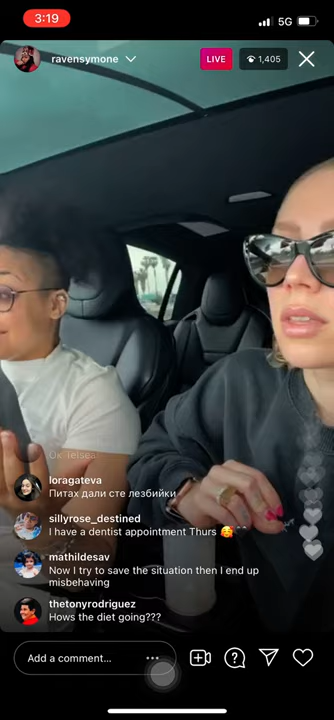 3:19
5G
ravensymone
LIVE
1,405
Ok Telsea
loragateva
Питах дали сте лезбийки
sillyrose_destined
I have a dentist appointment Thurs 🥰
mathildesav
Now I try to save the situation then I end up
misbehaving
thetonyrodriguez
Hows the diet going???
Add a comment...